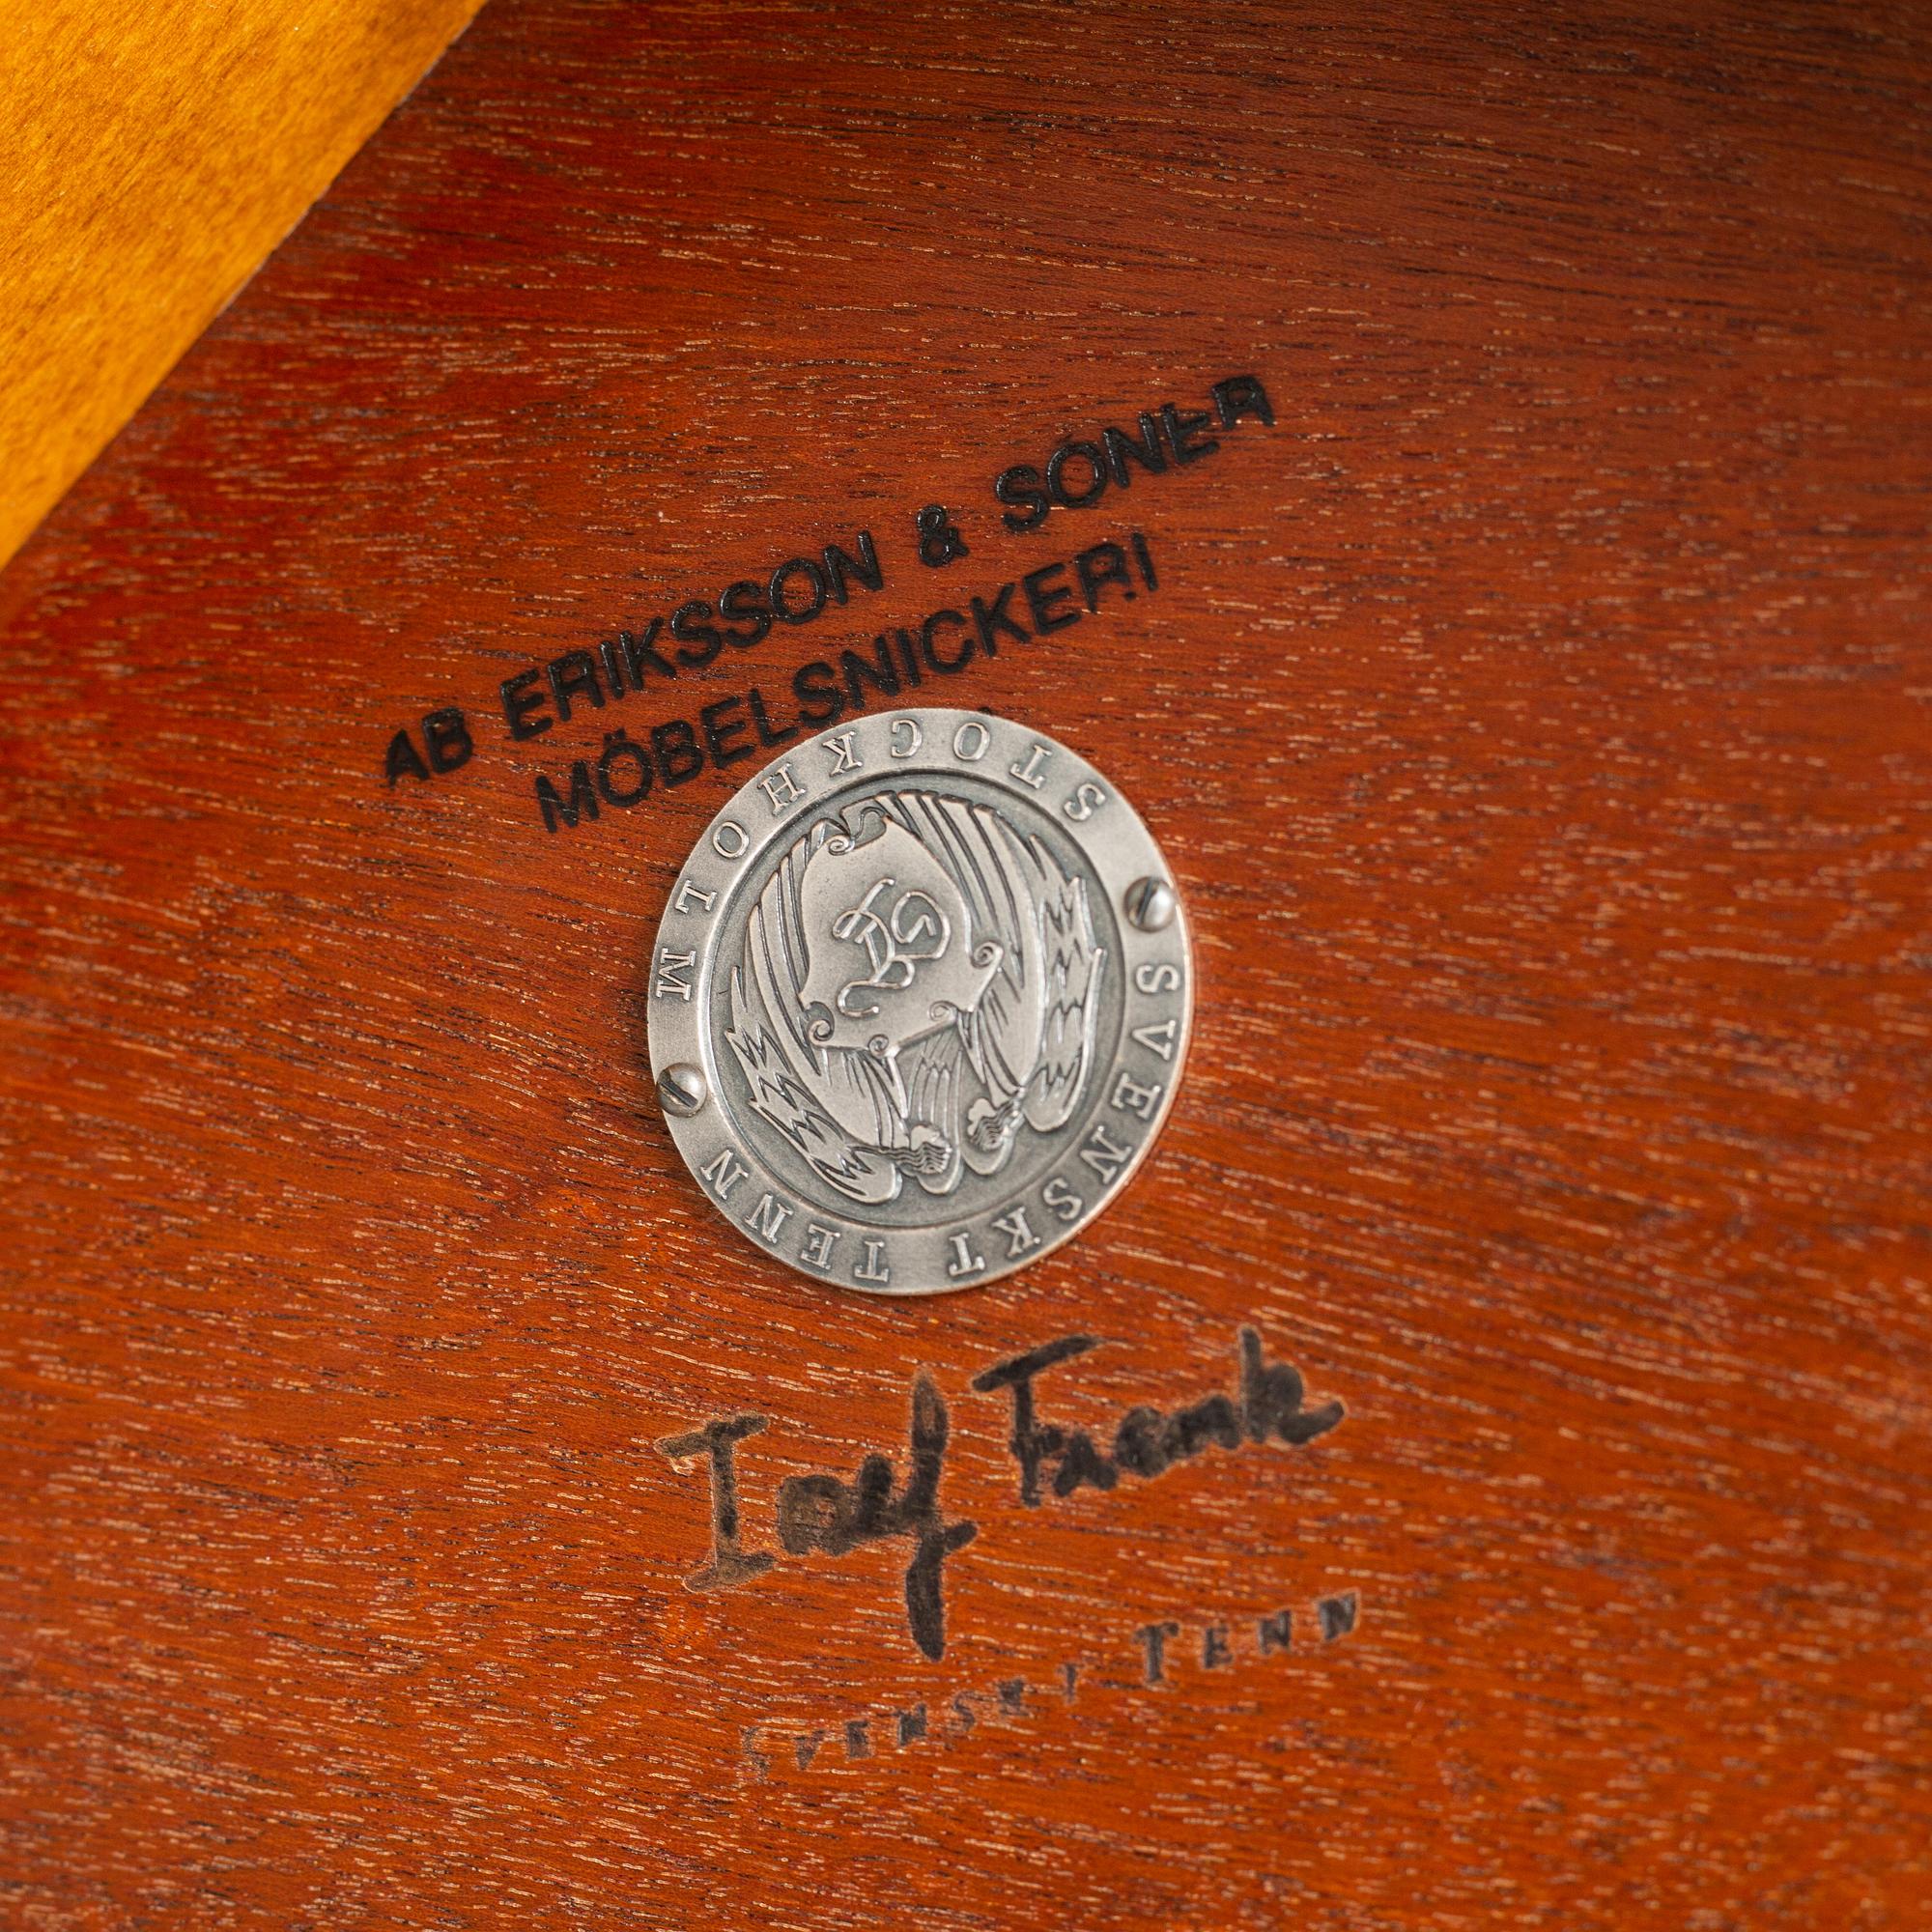 AB ERIKSSON & SÖNER
MÖBELSNICKERI
STOCKHOLM
SVENSKT TENN
Josef Frank
SVENSKT TENN